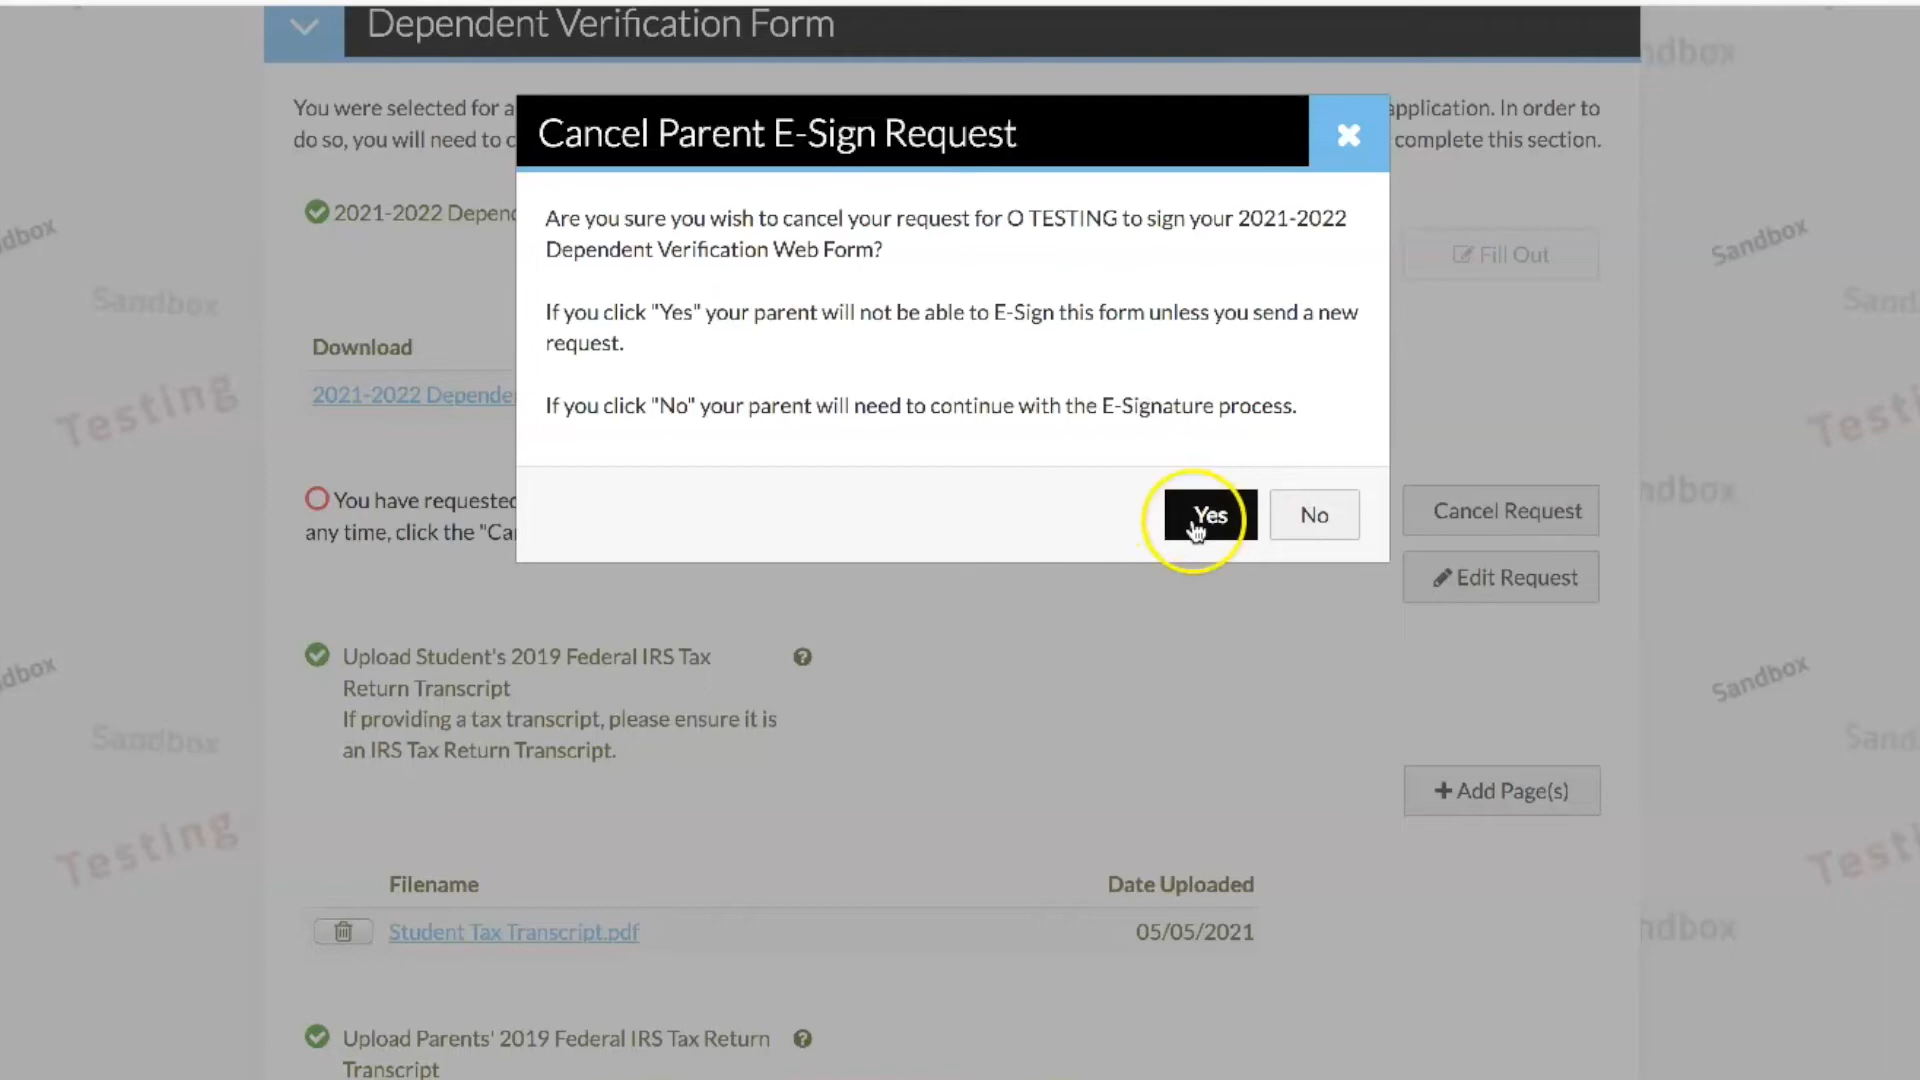 Dependent Verification Form
You were selected for a
application. In order to
do so, you will need to c
complete this section.
Cancel Parent E-Sign Request
Are you sure you wish to cancel your request for O TESTING to sign your 2021-2022
Dependent Verification Web Form?
If you click "Yes" your parent will not be able to E-Sign this form unless you send a new
request.
If you click "No" your parent will need to continue with the E-Signature process.
Yes
No
2021-2022 Depend
Fill Out
Download
2021-2022 Depende
You have requested
any time, click the "Ca
Cancel Request
Edit Request
Upload Student's 2019 Federal IRS Tax
Return Transcript
If providing a tax transcript, please ensure it is
an IRS Tax Return Transcript.
+ Add Page(s)
Filename Date Uploaded
Student Tax Transcript.pdf 05/05/2021
Upload Parents' 2019 Federal IRS Tax Return
Transcript
Sandbox
Testing
Sandbox
Testing
Sandbox
Sandbox